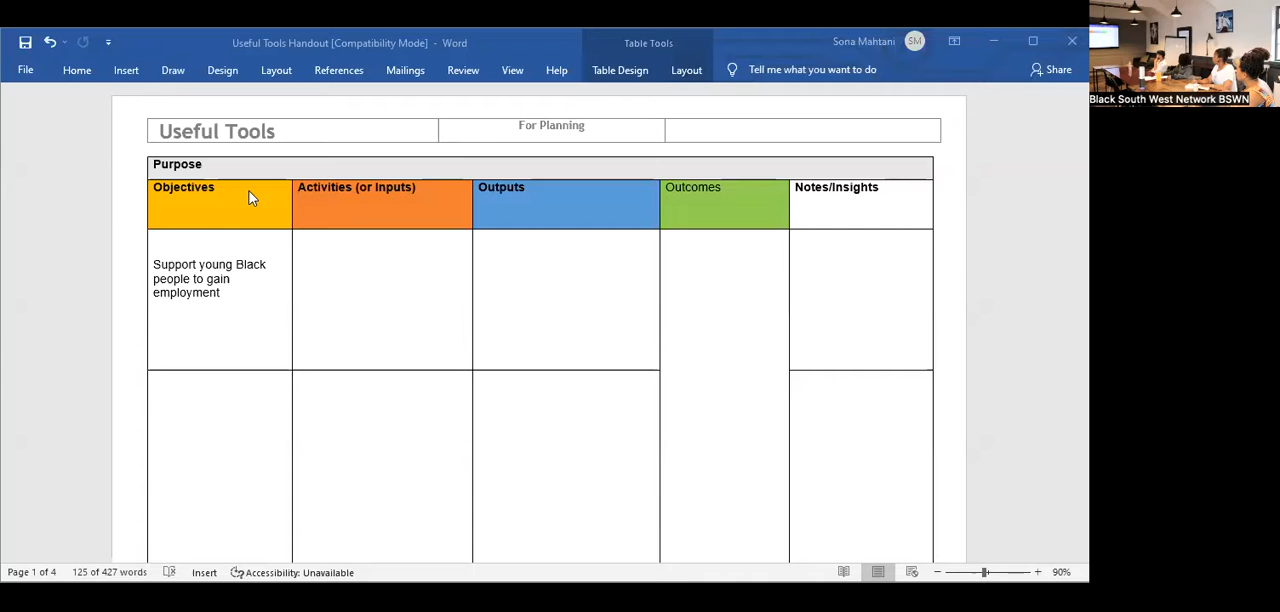 Useful Tools Handout [Compatibility Mode] - Word
Table Tools
Sona Mahtani
SM
File
Home
Insert
Draw
Design
Layout
References
Mailings
Review
View
Help
Table Design
Layout
Tell me what you want to do
Share
Black South West Network BSWN
Useful Tools
For Planning
Purpose
Objectives
Activities (or Inputs)
Outputs
Outcomes
Notes/Insights
Support young Black
people to gain
employment
Page 1 of 4
125 of 427 words
Insert
Accessibility: Unavailable
90%